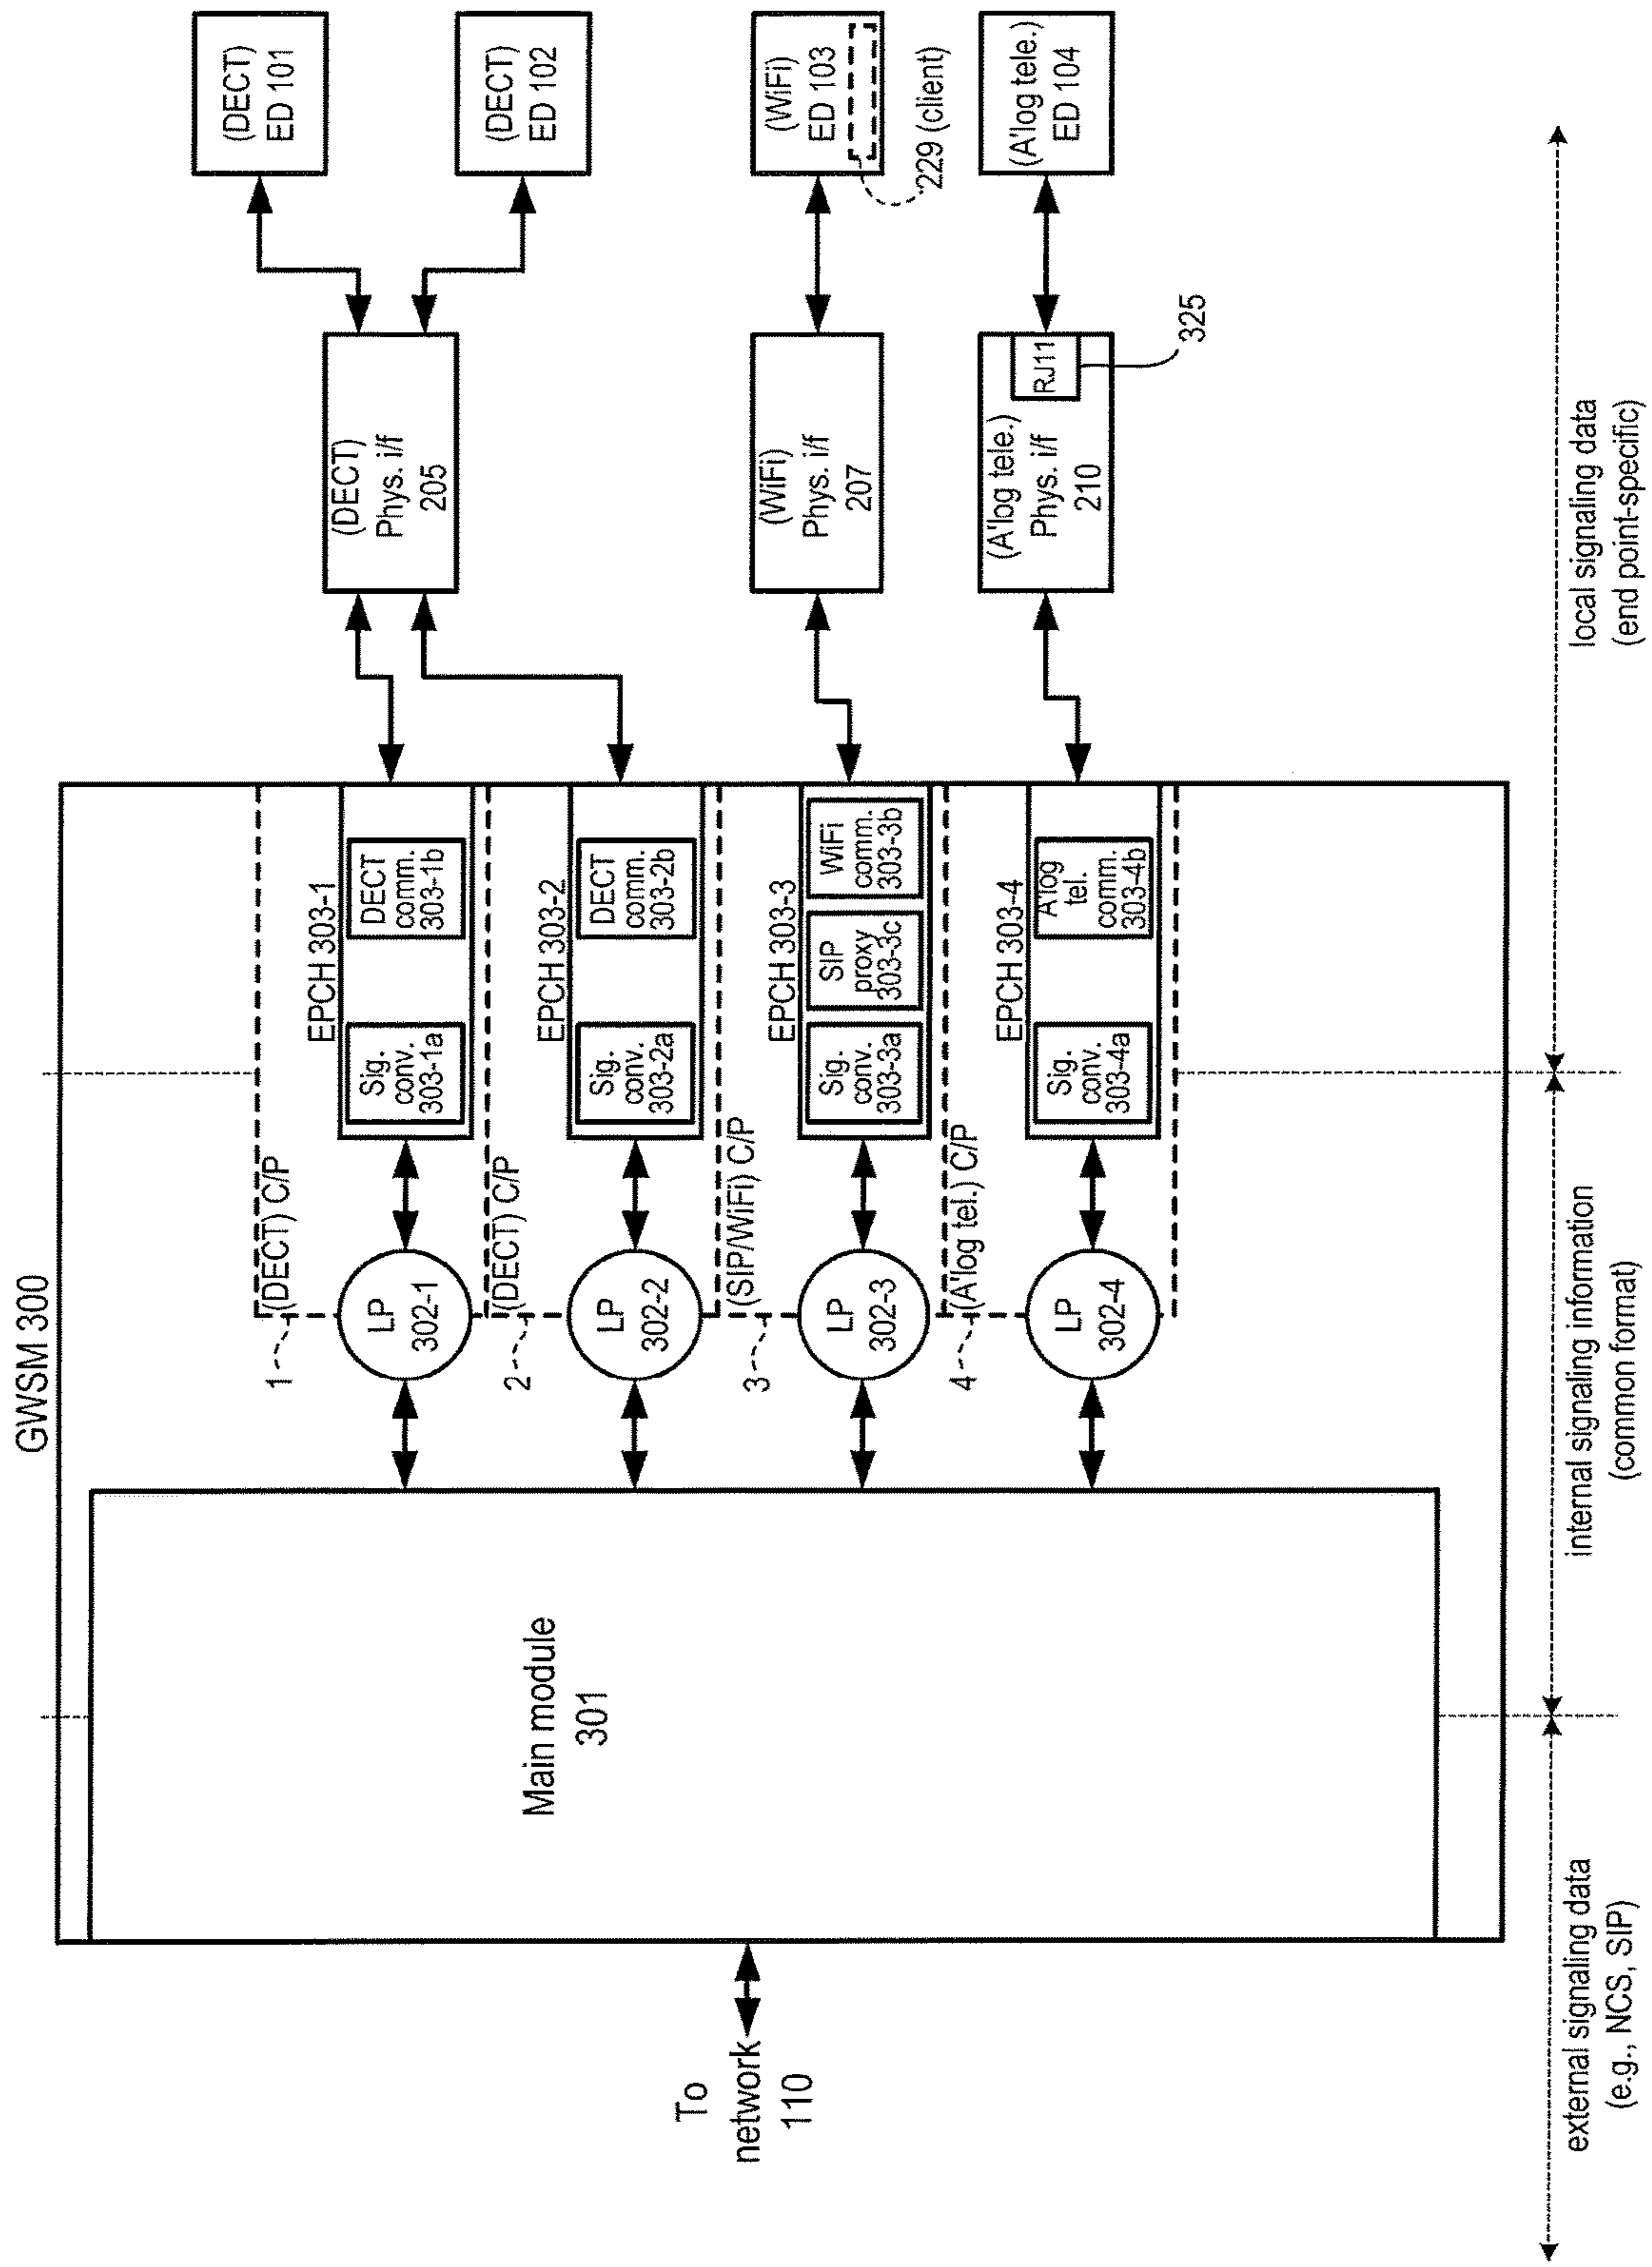 GWSM 300
To
network
110
Main module
301
1
(DECT) C/P
LP
302-1
EPCH 303-1
Sig.
conv.
303-1a
DECT
comm.
303-1b
2
(DECT) C/P
LP
302-2
EPCH 303-2
Sig.
conv.
303-2a
DECT
comm.
303-2b
3
(SIP/WiFi) C/P
LP
302-3
EPCH 303-3
Sig.
conv.
303-3a
SIP
proxy
303-3c
WiFi
comm.
303-3b
4
(A'log tel.) C/P
LP
302-4
EPCH 303-4
Sig.
conv.
303-4a
A'log
tel.
comm.
303-4b
(DECT)
Phys. i/f
205
(WiFi)
Phys. i/f
207
(A'log tele.)
Phys. i/f
210
RJ11
325
(DECT)
ED 101
(DECT)
ED 102
(WiFi)
ED 103
229 (client)
(A'log tele.)
ED 104
external signaling data
(e.g., NCS, SIP)
internal signaling information
(common format)
local signaling data
(end point-specific)